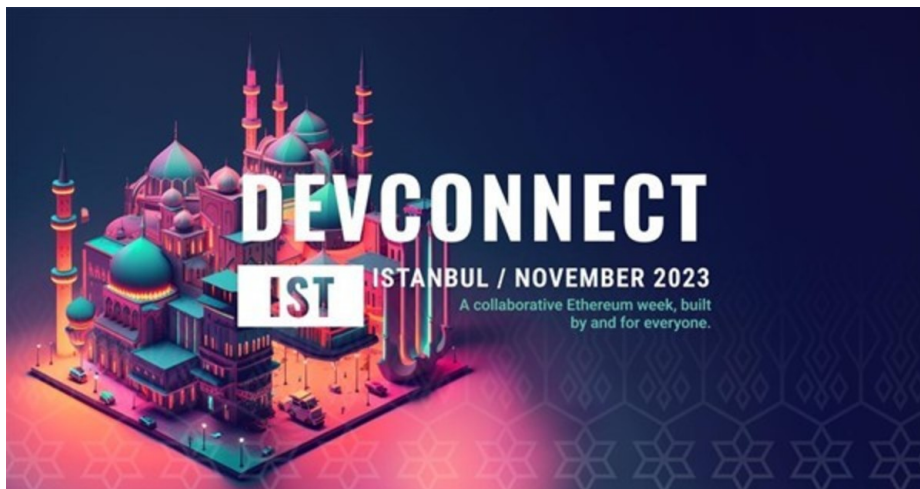 DEVCONNECT
IST
ISTANBUL / NOVEMBER 2023
A collaborative Ethereum week, built
by and for everyone.